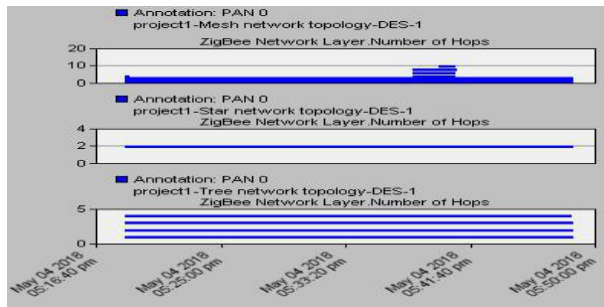 Annotation: PAN 0
project1-Mesh network topology-DES-1
ZigBee Network Layer.Number of Hops
20
10
0
Annotation: PAN 0
project1-Star network topology-DES-1
ZigBee Network Layer.Number of Hops
4
2
0
Annotation: PAN 0
project1-Tree network topology-DES-1
ZigBee Network Layer.Number of Hops
5
0
May 04 2018
05:16:40 pm
May 04 2018
05:25:00 pm
May 04 2018
05:33:20 pm
May 04 2018
05:41:40 pm
May 04 2018
05:50:00 pm